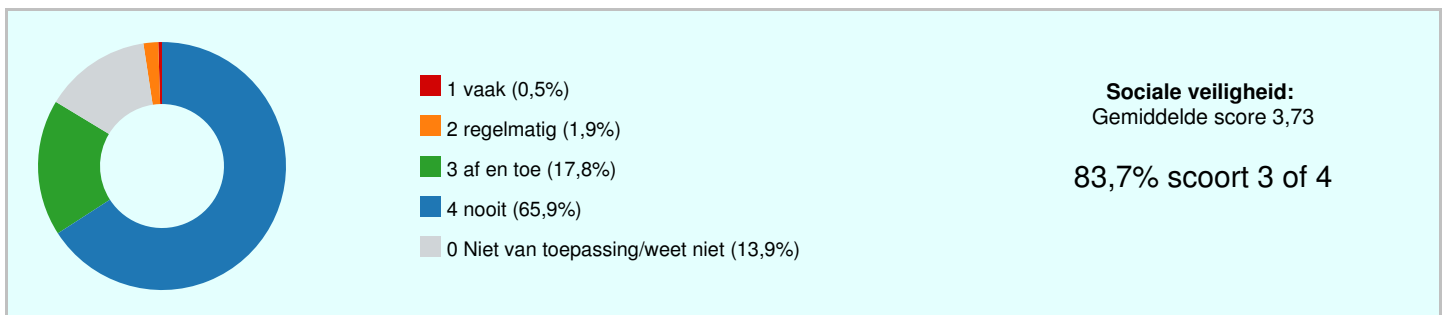 1 vaak (0,5%)
2 regelmatig (1,9%)
3 af en toe (17,8%)
4 nooit (65,9%)
0 Niet van toepassing/weet niet (13,9%)
Sociale veiligheid:
Gemiddelde score 3,73
83,7% scoort 3 of 4